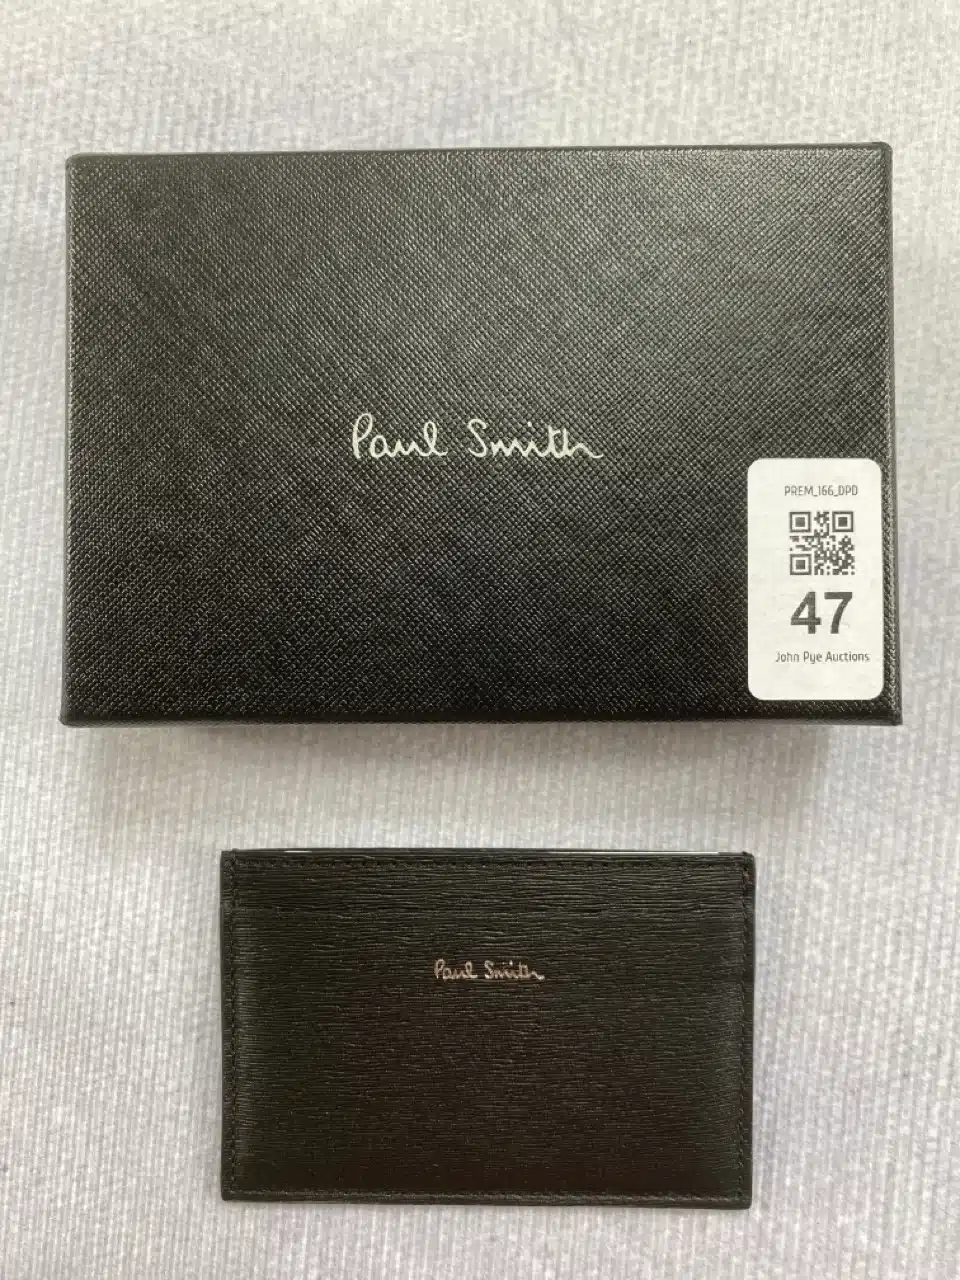 Paul Smith
PREM_166_DPD
47
John Pye Auctions
Paul Smith